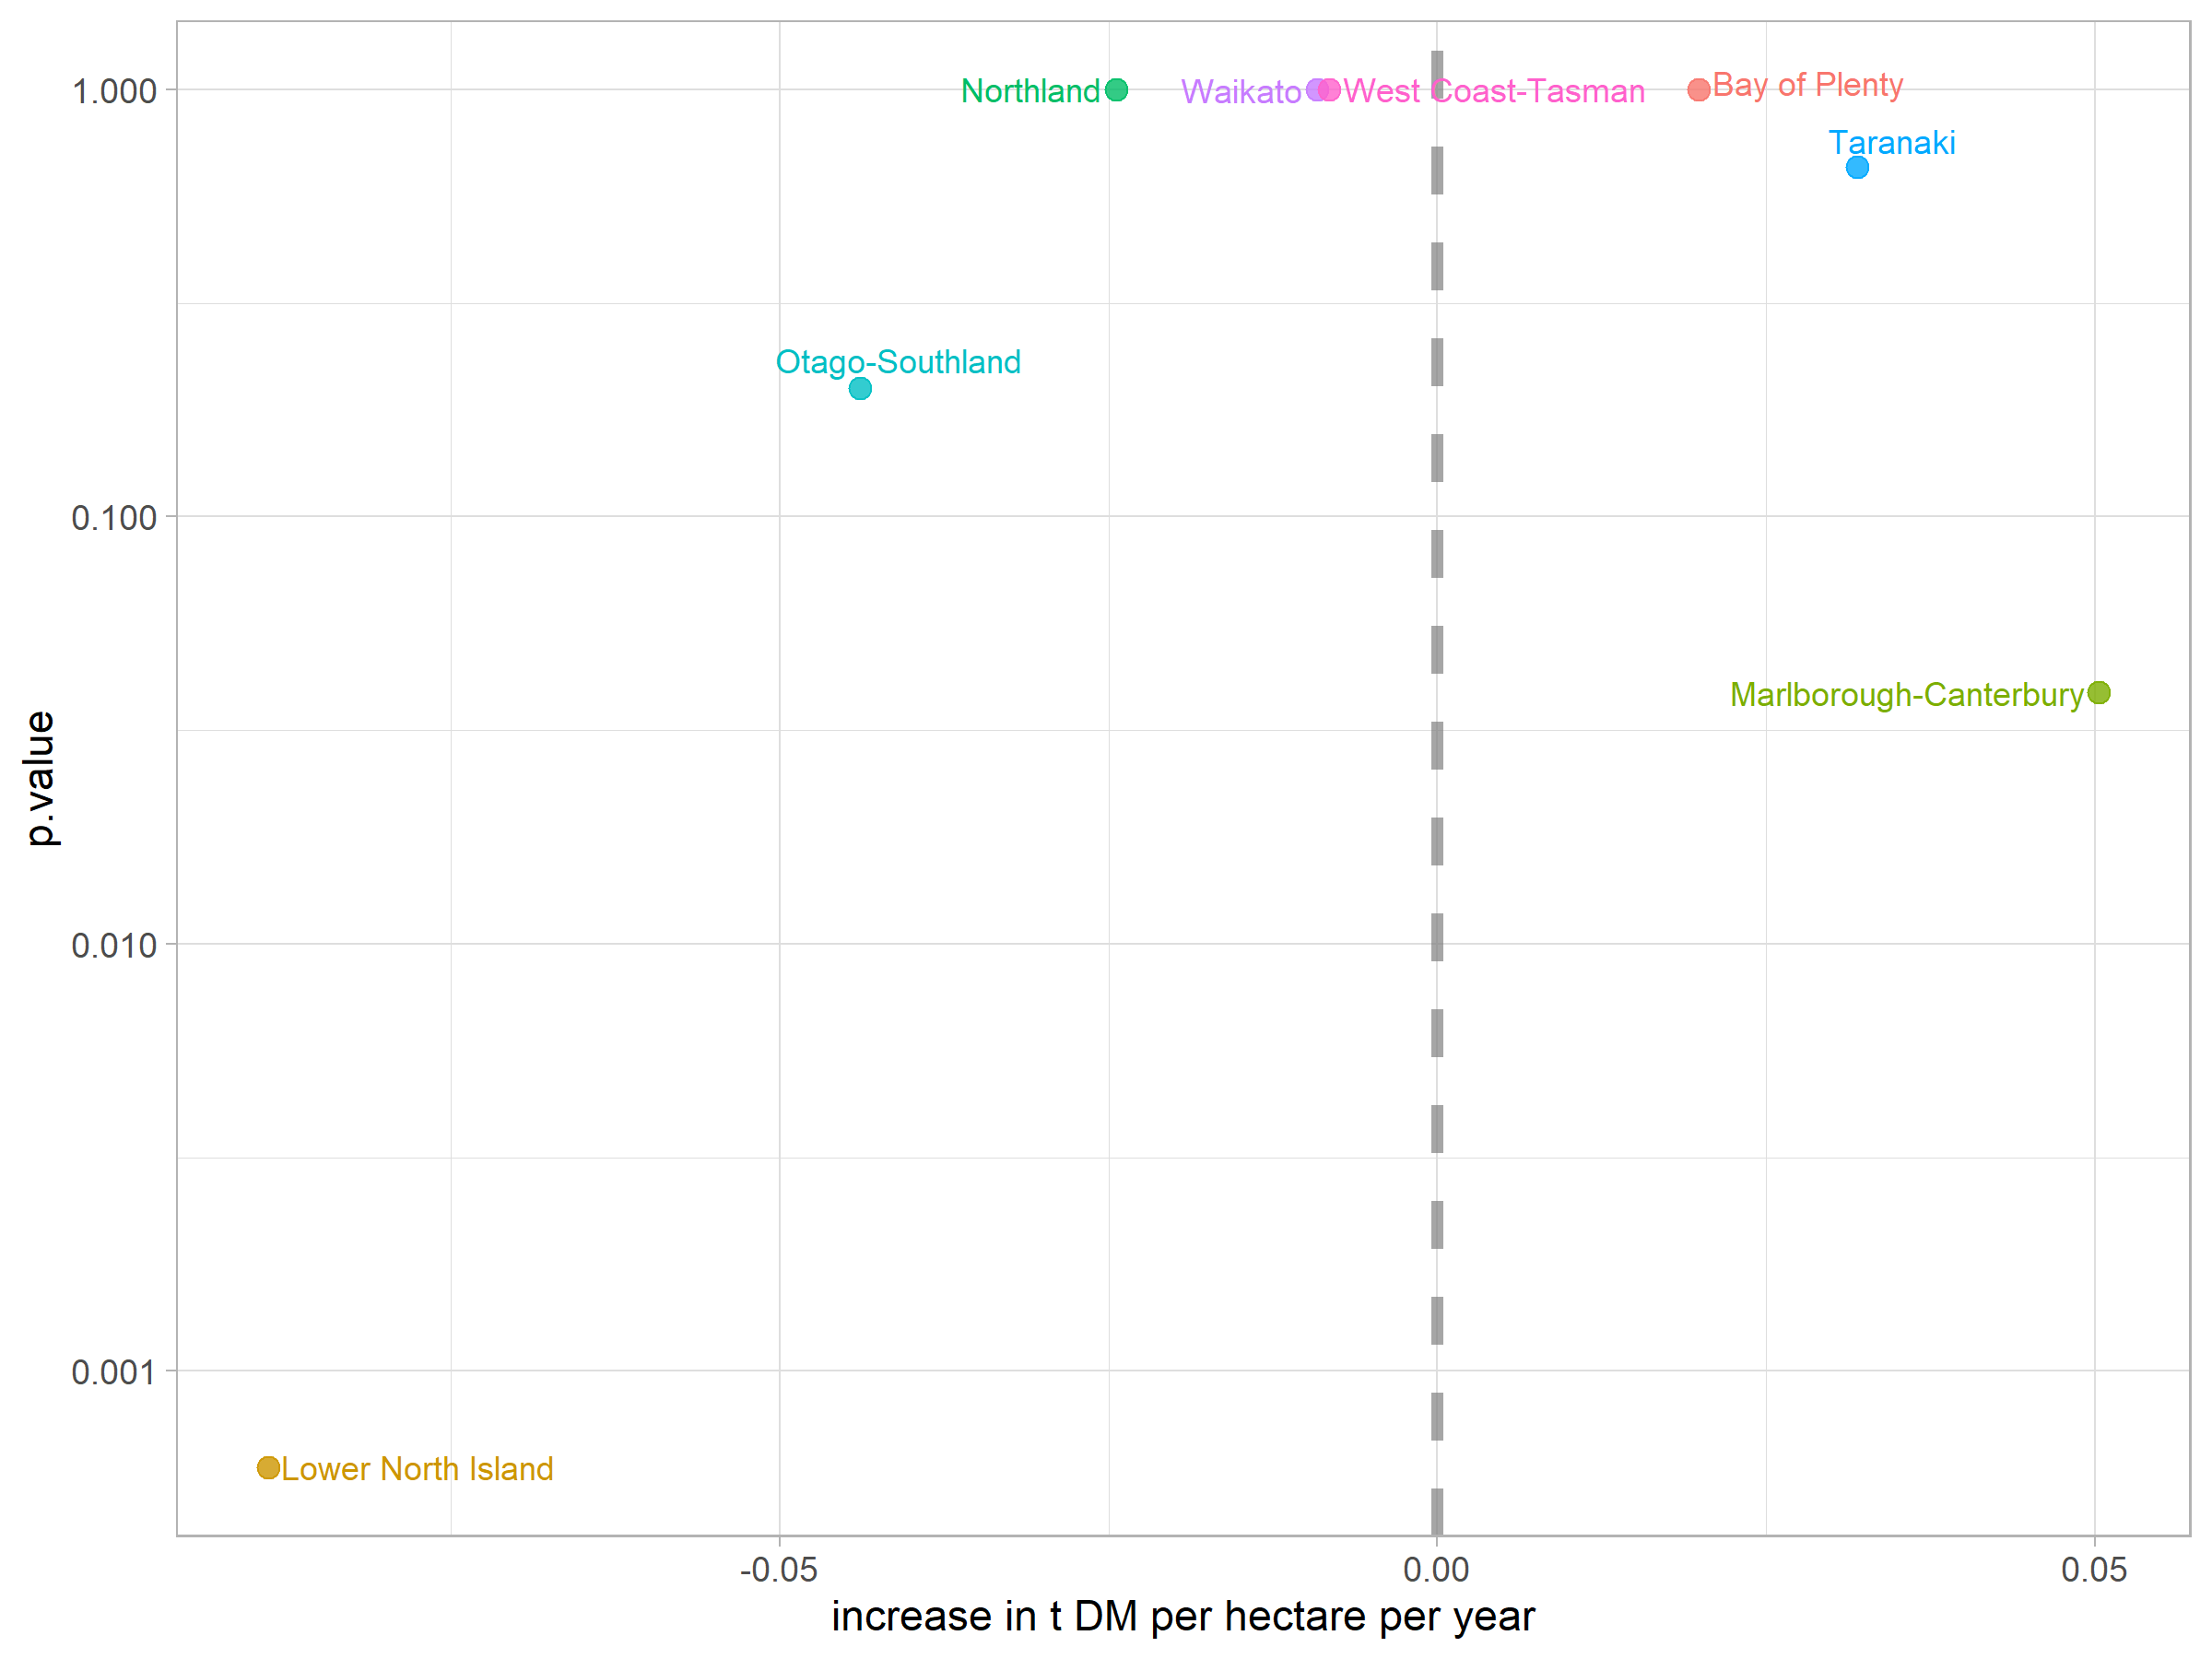 1.000
Northland
Waikato
West Coast-Tasman
Bay of Plenty
Taranaki
Otago-Southland
0.100
Marlborough-Canterbury
p.value
0.010
0.001
Lower North Island
-0.05
0.00
0.05
increase in t DM per hectare per year